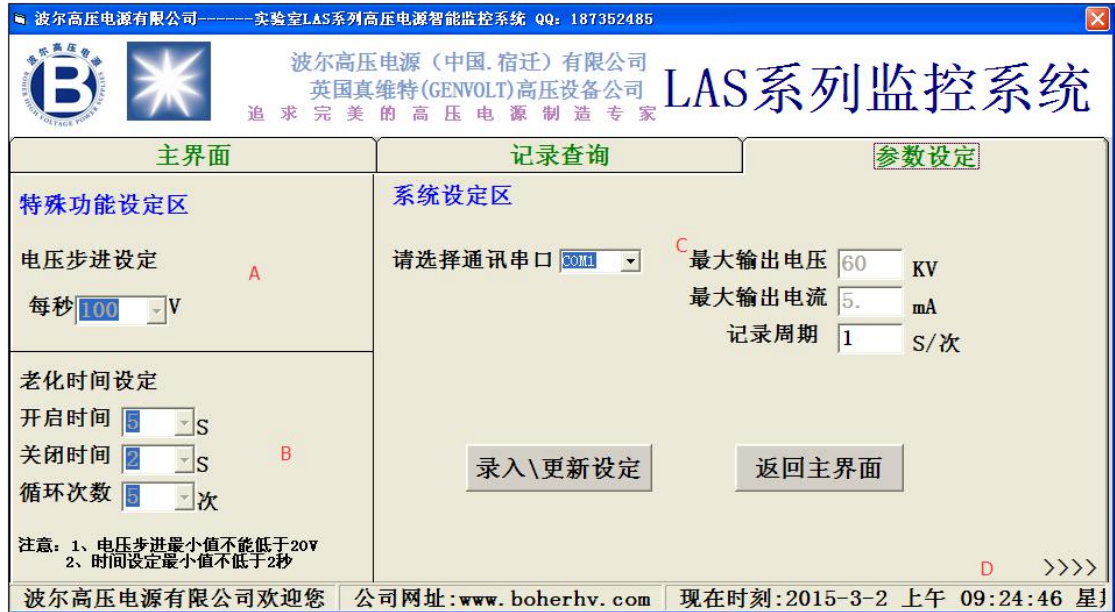 波尔高压电源有限公司------实验室LAS系列高压电源智能监控系统 QQ: 187352485
波尔高压电源（中国.宿迁）有限公司
英国真维特(GENVOLT)高压设备公司
追求完美的高压电源制造专家
LAS系列监控系统
主界面
记录查询
参数设定
特殊功能设定区
电压步进设定
A
每秒 100 V
老化时间设定
开启时间 5 S
关闭时间 2 S
B
循环次数 5 次
注意：1、电压步进最小值不能低于20V
2、时间设定最小值不低于2秒
系统设定区
请选择通讯串口 COM1
C
最大输出电压 60 KV
最大输出电流 5. mA
记录周期 1 S/次
录入\更新设定
返回主界面
D
>>>>
波尔高压电源有限公司欢迎您
公司网址:www.boherhv.com
现在时刻:2015-3-2 上午 09:24:46